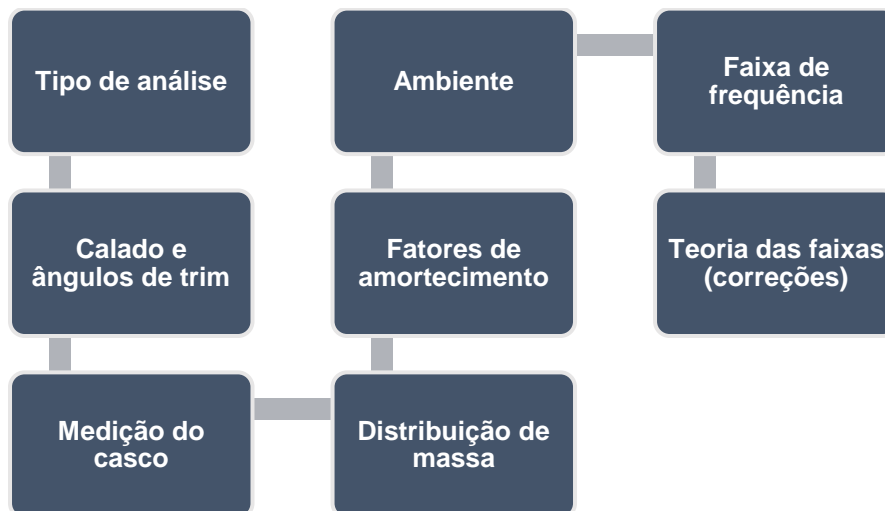 Tipo de análise
Calado e
ângulos de trim
Medição do
casco
Distribuição de
massa
Fatores de
amortecimento
Ambiente
Faixa de
frequência
Teoria das faixas
(correções)